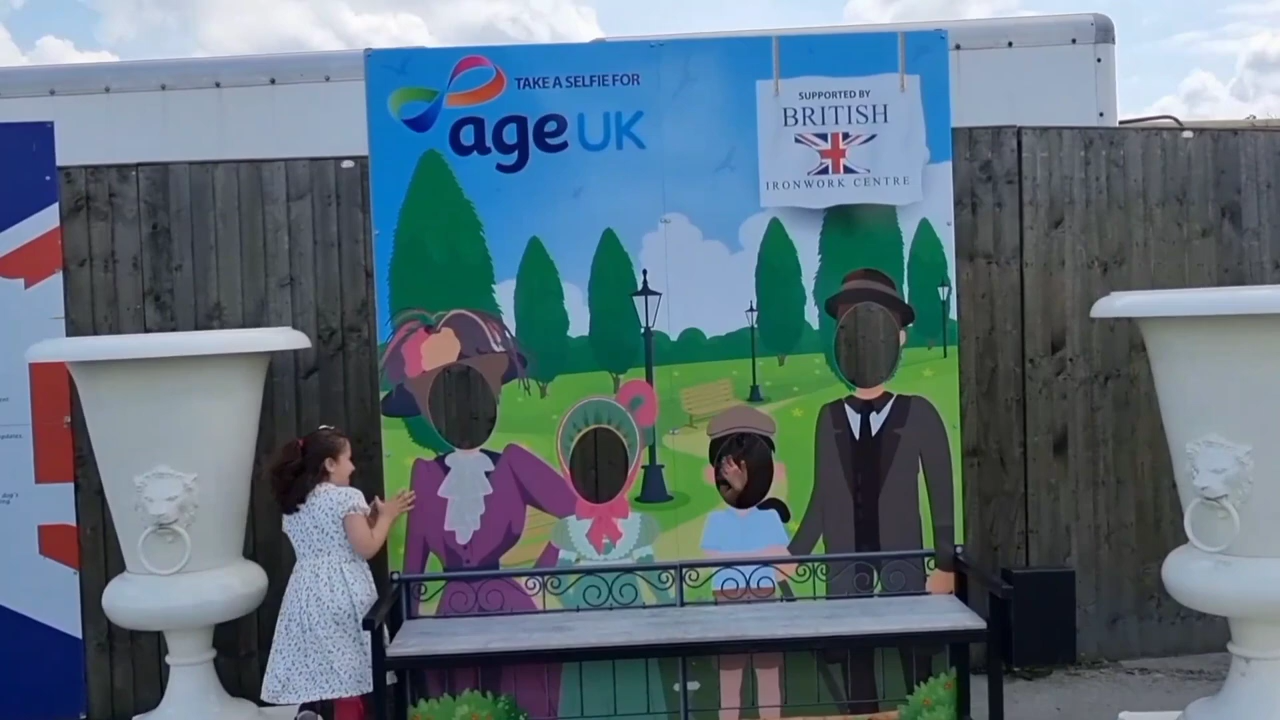 TAKE A SELFIE FOR
age UK
SUPPORTED BY
BRITISH
IRONWORK CENTRE